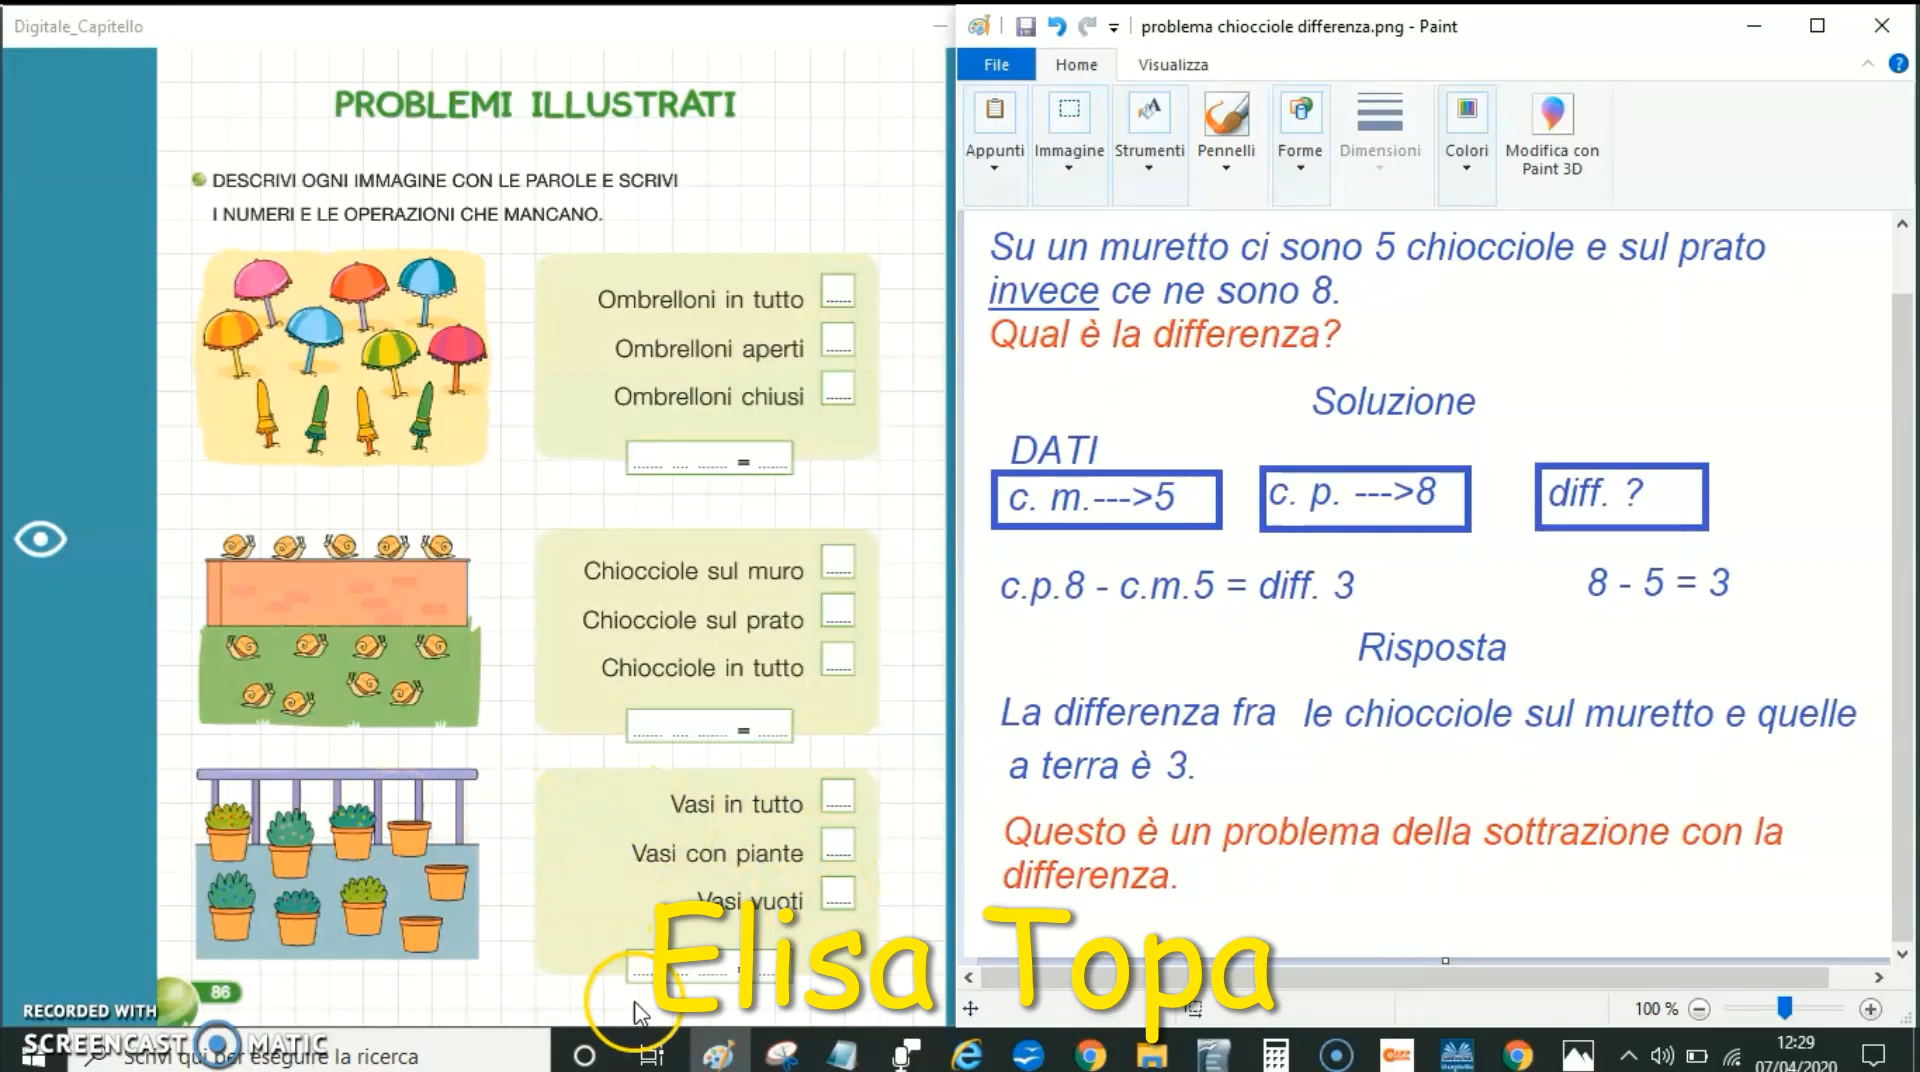 Digitale_Capitello
PROBLEMI ILLUSTRATI
DESCRIVI OGNI IMMAGINE CON LE PAROLE E SCRIVI
I NUMERI E LE OPERAZIONI CHE MANCANO.
Ombrelloni in tutto ......
Ombrelloni aperti ......
Ombrelloni chiusi ......
....... .... ....... = .......
Chiocciole sul muro ......
Chiocciole sul prato ......
Chiocciole in tutto ......
....... .... ....... = .......
Vasi in tutto ......
Vasi con piante ......
Vasi vuoti ......
86
problema chiocciole differenza.png - Paint
File Home Visualizza
Appunti Immagine Strumenti Pennelli Forme Dimensioni Colori Modifica con
Paint 3D
Su un muretto ci sono 5 chiocciole e sul prato
invece ce ne sono 8.
Qual è la differenza?
Soluzione
DATI
c. m.--->5 c. p. --->8 diff. ?
c.p.8 - c.m.5 = diff. 3 8 - 5 = 3
Risposta
La differenza fra le chiocciole sul muretto e quelle
a terra è 3.
Questo è un problema della sottrazione con la
differenza.
Elisa Topa
100 %
RECORDED WITH
SCREENCAST MATIC
Scrivi qui per eseguire la ricerca
12:29
07/04/2020